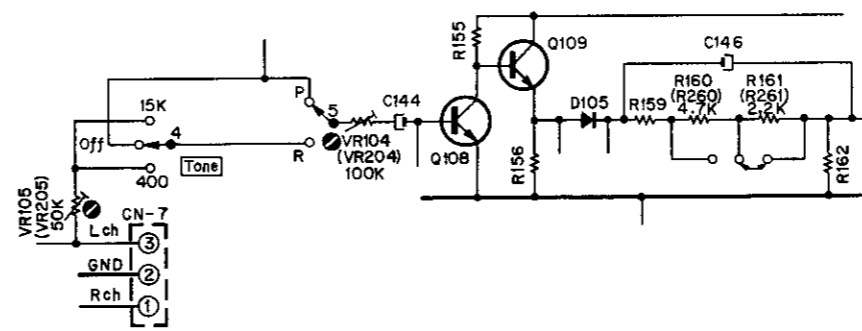 R155
Q109
C146
P
15K
5
C144
D105
R159
R160
(R260)
4.7K
R161
(R261)
2.2K
Off
4
R
VR104
(VR204)
100K
Q108
R156
R162
Tone
400
VR105
(VR205)
50K
CN-7
Lch
3
GND
2
Rch
1